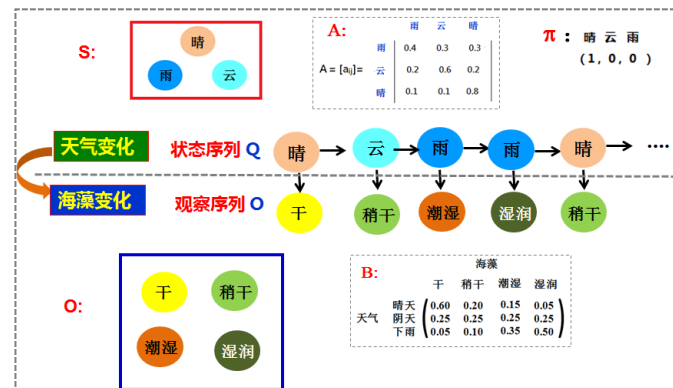 S:
晴
雨
云
A:
雨 云 晴
雨 0.4 0.3 0.3
A = [aij]= 云 0.2 0.6 0.2
晴 0.1 0.1 0.8
π : 晴 云 雨
(1, 0, 0 )
天气变化
状态序列 Q
晴
云
雨
雨
晴
....
海藻变化
观察序列 O
干
稍干
潮湿
湿润
稍干
O:
干
稍干
潮湿
湿润
B:
海藻
干 稍干 潮湿 湿润
晴天 0.60 0.20 0.15 0.05
天气 阴天 0.25 0.25 0.25 0.25
下雨 0.05 0.10 0.35 0.50